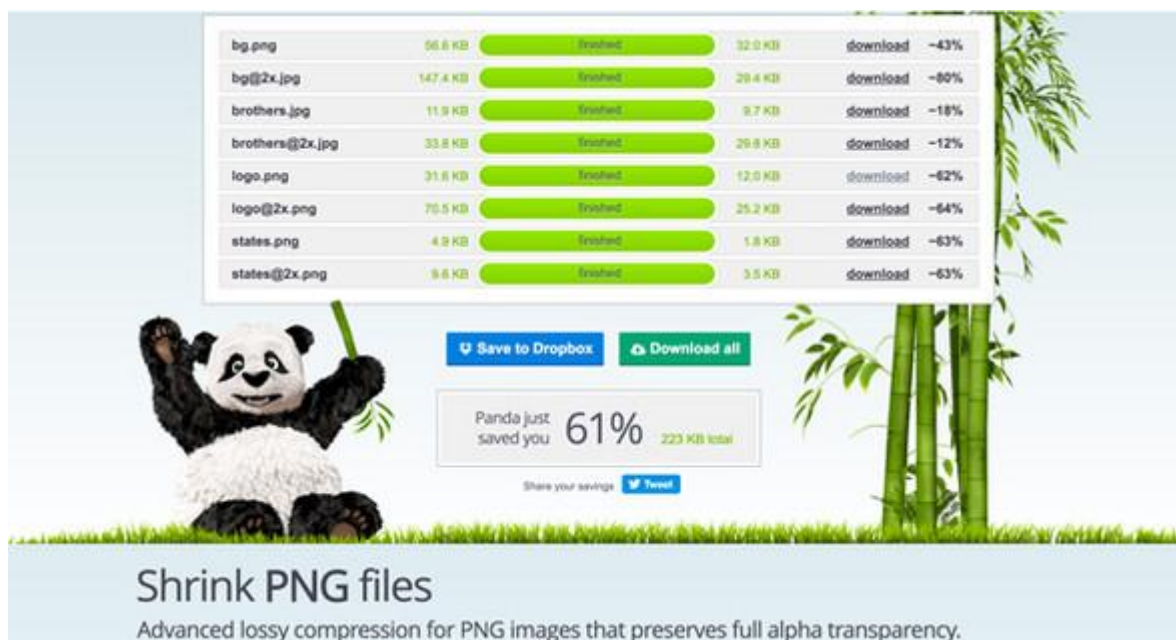 bg.png 56.6 KB finished 32.0 KB download -43%
bg@2x.jpg 147.4 KB finished 29.4 KB download -80%
brothers.jpg 11.9 KB finished 9.7 KB download -18%
brothers@2x.jpg 33.8 KB finished 29.8 KB download -12%
logo.png 31.6 KB finished 12.0 KB download -62%
logo@2x.png 70.5 KB finished 25.2 KB download -64%
states.png 4.9 KB finished 1.8 KB download -63%
states@2x.png 9.6 KB finished 3.5 KB download -63%
Save to Dropbox Download all
Panda just
saved you 61% 223 KB total
Share your savings Tweet
Shrink PNG files
Advanced lossy compression for PNG images that preserves full alpha transparency.